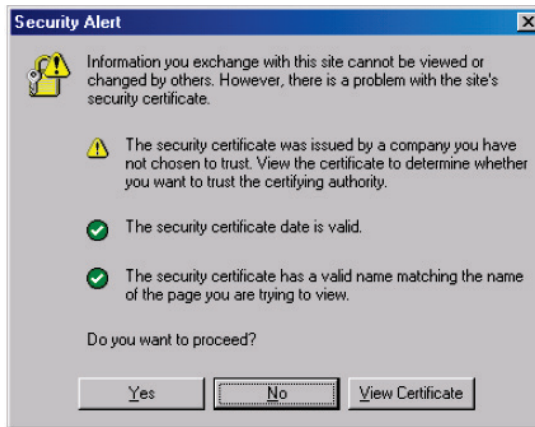 Security Alert
Information you exchange with this site cannot be viewed or
changed by others. However, there is a problem with the site's
security certificate.
The security certificate was issued by a company you have
not chosen to trust. View the certificate to determine whether
you want to trust the certifying authority.
The security certificate date is valid.
The security certificate has a valid name matching the name
of the page you are trying to view.
Do you want to proceed?
Yes No View Certificate